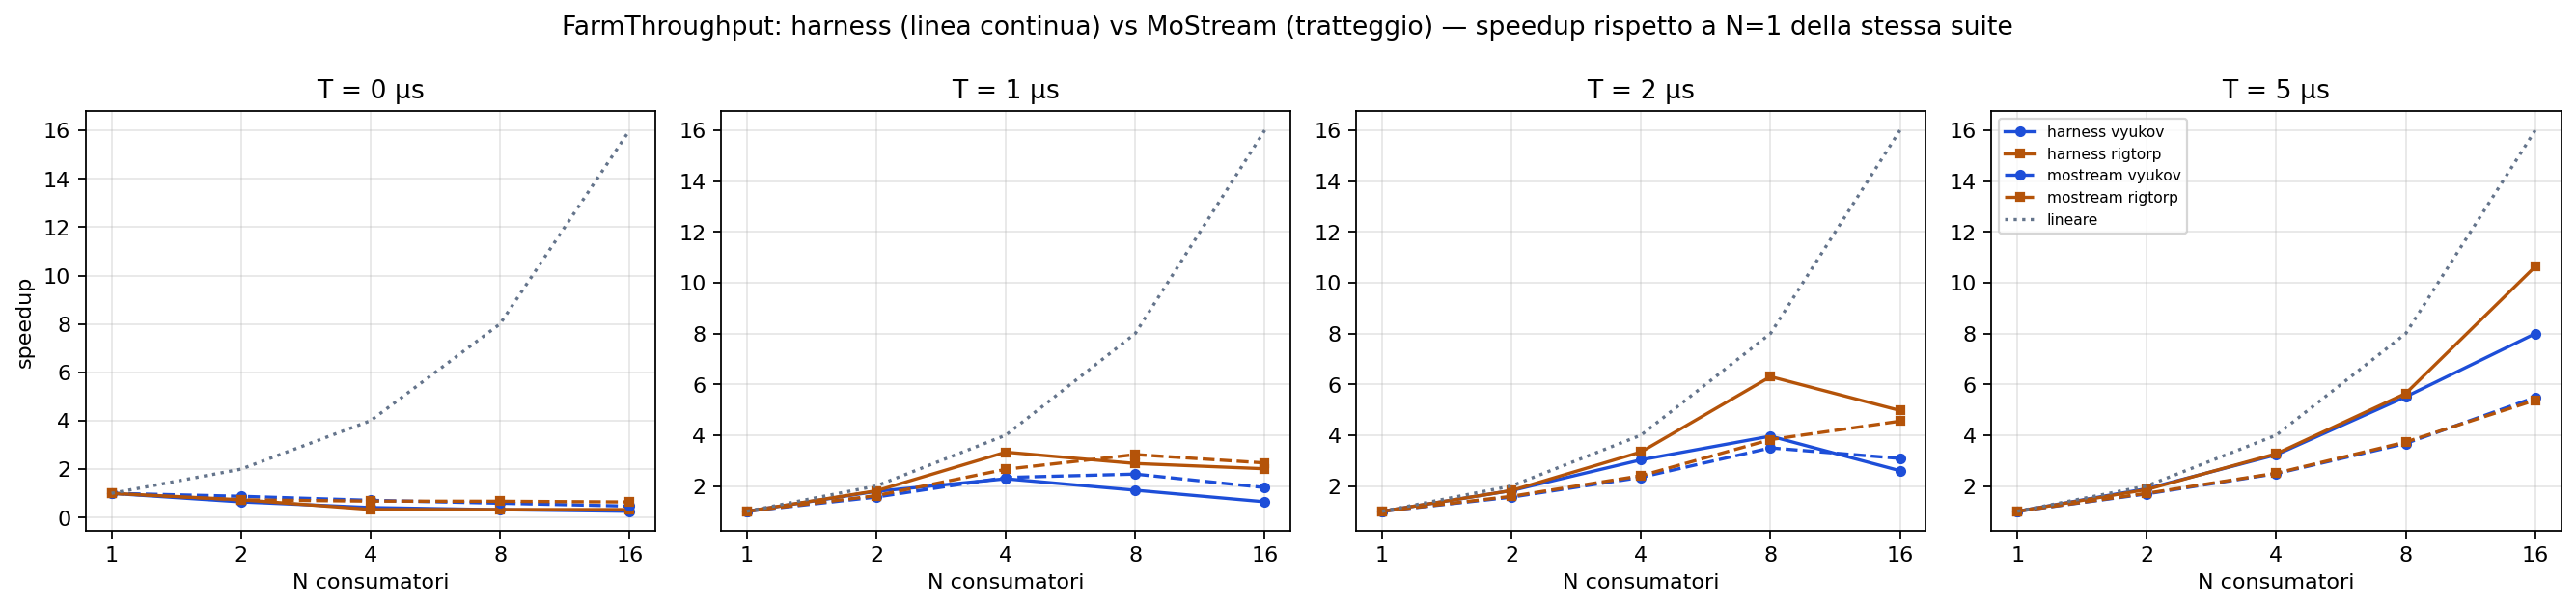 FarmThroughput: harness (linea continua) vs MoStream (tratteggio) — speedup rispetto a N=1 della stessa suite
T = 0 µs
speedup
16
14
12
10
8
6
4
2
0
1 2 4 8 16
N consumatori
T = 1 µs
16
14
12
10
8
6
4
2
1 2 4 8 16
N consumatori
T = 2 µs
16
14
12
10
8
6
4
2
1 2 4 8 16
N consumatori
T = 5 µs
16
14
12
10
8
6
4
2
harness vyukov
harness rigtorp
mostream vyukov
mostream rigtorp
lineare
1 2 4 8 16
N consumatori